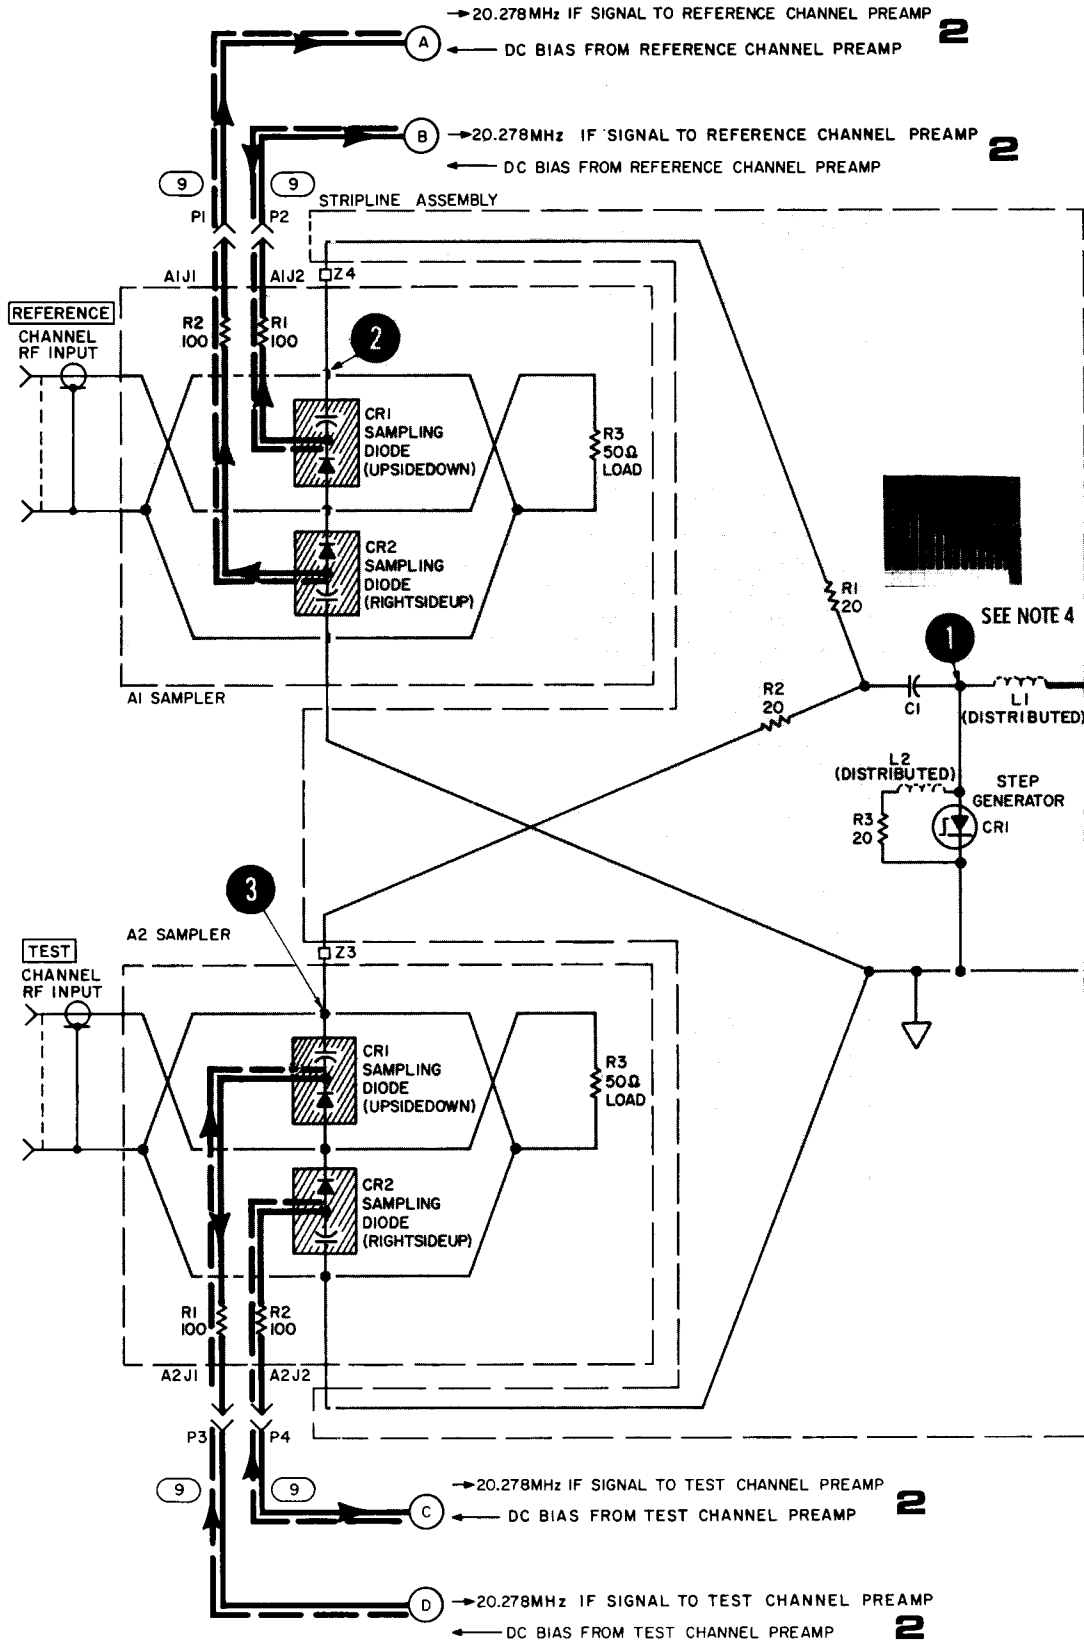 →20.278MHz IF SIGNAL TO REFERENCE CHANNEL PREAMP
2
A
← DC BIAS FROM REFERENCE CHANNEL PREAMP
B
→20.278MHz IF SIGNAL TO REFERENCE CHANNEL PREAMP
2
← DC BIAS FROM REFERENCE CHANNEL PREAMP
9
9
STRIPLINE ASSEMBLY
P1
P2
A1J1
A1J2
Z4
REFERENCE
CHANNEL
RF INPUT
R2
100
R1
100
2
CR1
SAMPLING
DIODE
(UPSIDEDOWN)
R3
50Ω
LOAD
CR2
SAMPLING
DIODE
(RIGHTSIDEUP)
R1
20
SEE NOTE 4
1
A1 SAMPLER
R2
20
C1
L1
(DISTRIBUTED)
L2
(DISTRIBUTED)
STEP
GENERATOR
R3
20
CR1
3
A2 SAMPLER
TEST
CHANNEL
RF INPUT
Z3
CR1
SAMPLING
DIODE
(UPSIDEDOWN)
R3
50Ω
LOAD
CR2
SAMPLING
DIODE
(RIGHTSIDEUP)
R1
100
R2
100
A2J1
A2J2
P3
P4
9
9
→20.278MHz IF SIGNAL TO TEST CHANNEL PREAMP
2
C
← DC BIAS FROM TEST CHANNEL PREAMP
D
→20.278MHz IF SIGNAL TO TEST CHANNEL PREAMP
2
← DC BIAS FROM TEST CHANNEL PREAMP